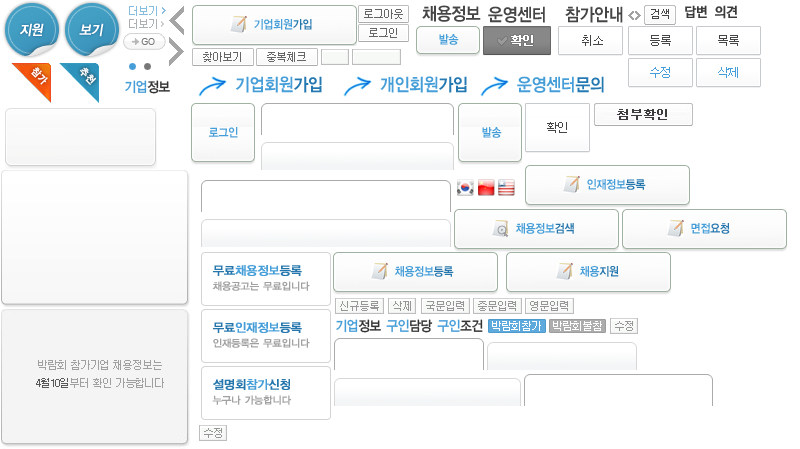 지원
보기
더보기
더보기
GO
참가
추천
기업정보
기업회원가입
로그아웃
로그인
찾아보기
중복체크
채용정보
운영센터
참가안내
검색
답변
의견
발송
확인
취소
등록
목록
수정
삭제
기업회원가입
개인회원가입
운영센터문의
로그인
발송
확인
첨부확인
인재정보등록
채용정보검색
면접요청
무료채용정보등록
채용공고는 무료입니다
채용정보등록
채용지원
신규등록
삭제
국문입력
중문입력
영문입력
무료인재정보등록
인재등록은 무료입니다
기업정보
구인담당
구인조건
박람회참가
박람회불참
수정
박람회 참가기업 채용정보는
4월10일부터 확인 가능합니다
설명회참가신청
누구나 가능합니다
수정